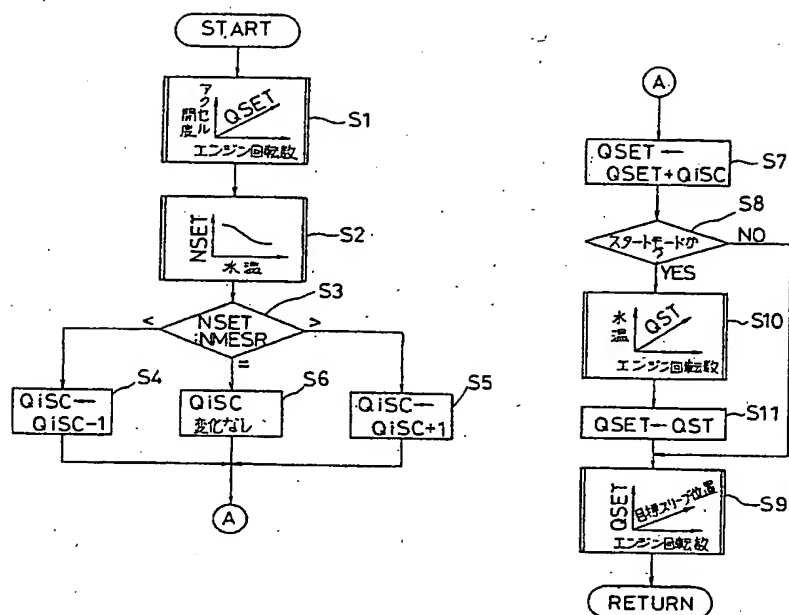 START
アクセル
開度
QSET
エンジン回転数
S1
NSET
水温
S2
S3
NSET
:NMESR
<
>
=
S4
QiSC←
QiSC-1
S6
QiSC
変化なし
S5
QiSC←
QiSC+1
A
A
QSET←
QSET+QiSC
S7
S8
スタートモードか
?
NO
YES
水温
QST
エンジン回転数
S10
QSET←QST
S11
QSET
目標スリーブ位置
エンジン回転数
S9
RETURN